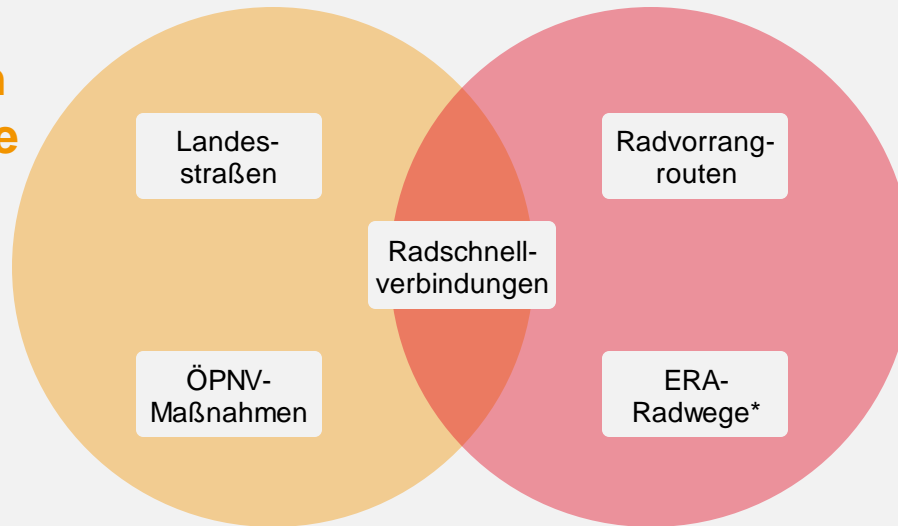 Landes-
straßen
Radvorrang-
routen
Radschnell-
verbindungen
ÖPNV-
Maßnahmen
ERA-
Radwege*